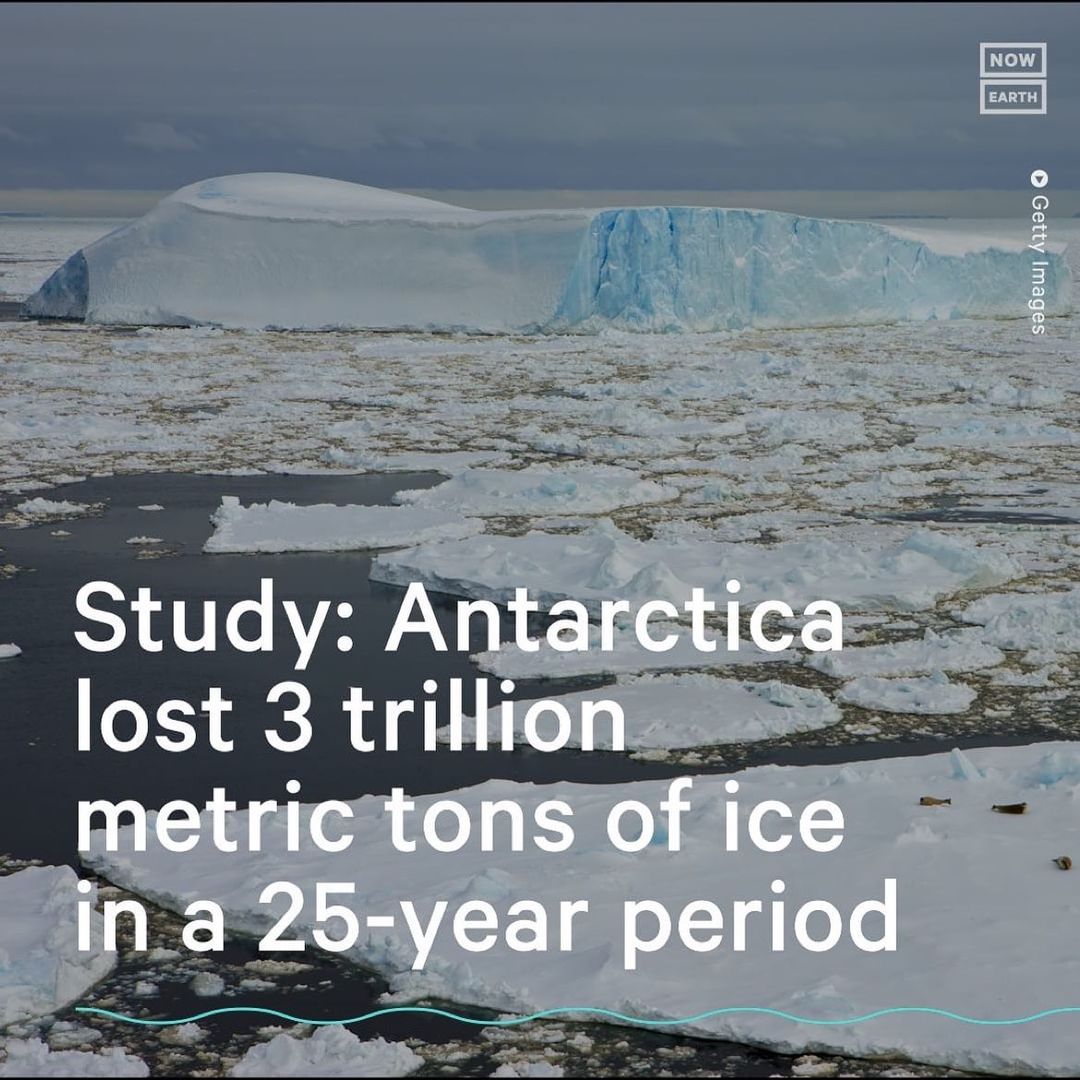 NOW
EARTH
Getty Images
Study: Antarctica
lost 3 trillion
metric tons of ice
in a 25-year period